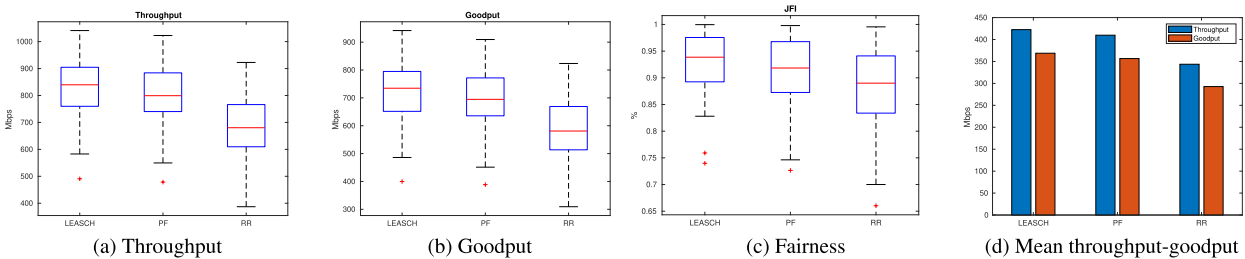 Throughput
1000
900
800
700
600
500
400
Mbps
LEASCH PF RR
(a) Throughput
Goodput
900
800
700
600
500
400
300
Mbps
LEASCH PF RR
(b) Goodput
JFI
1
0.95
0.9
0.85
0.8
0.75
0.7
0.65
%
LEASCH PF RR
(c) Fairness
450
400
350
300
250
200
150
100
50
0
Mbps
Throughput
Goodput
LEASCH PF RR
(d) Mean throughput-goodput